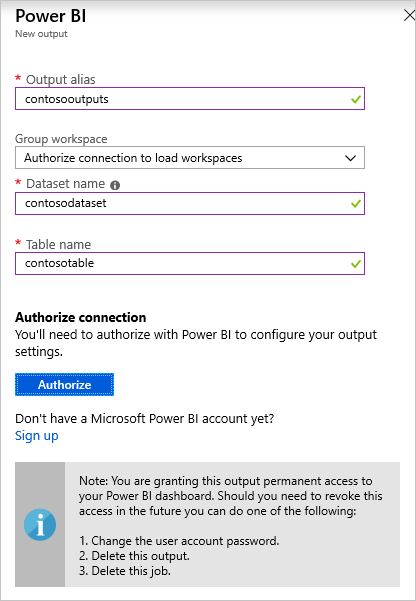 Power BI
New output
* Output alias
contosooutputs
Group workspace
Authorize connection to load workspaces
* Dataset name
contosodataset
* Table name
contosotable
Authorize connection
You'll need to authorize with Power BI to configure your output
settings.
Authorize
Don't have a Microsoft Power BI account yet?
Sign up
Note: You are granting this output permanent access to
your Power BI dashboard. Should you need to revoke this
access in the future you can do one of the following:
1. Change the user account password.
2. Delete this output.
3. Delete this job.